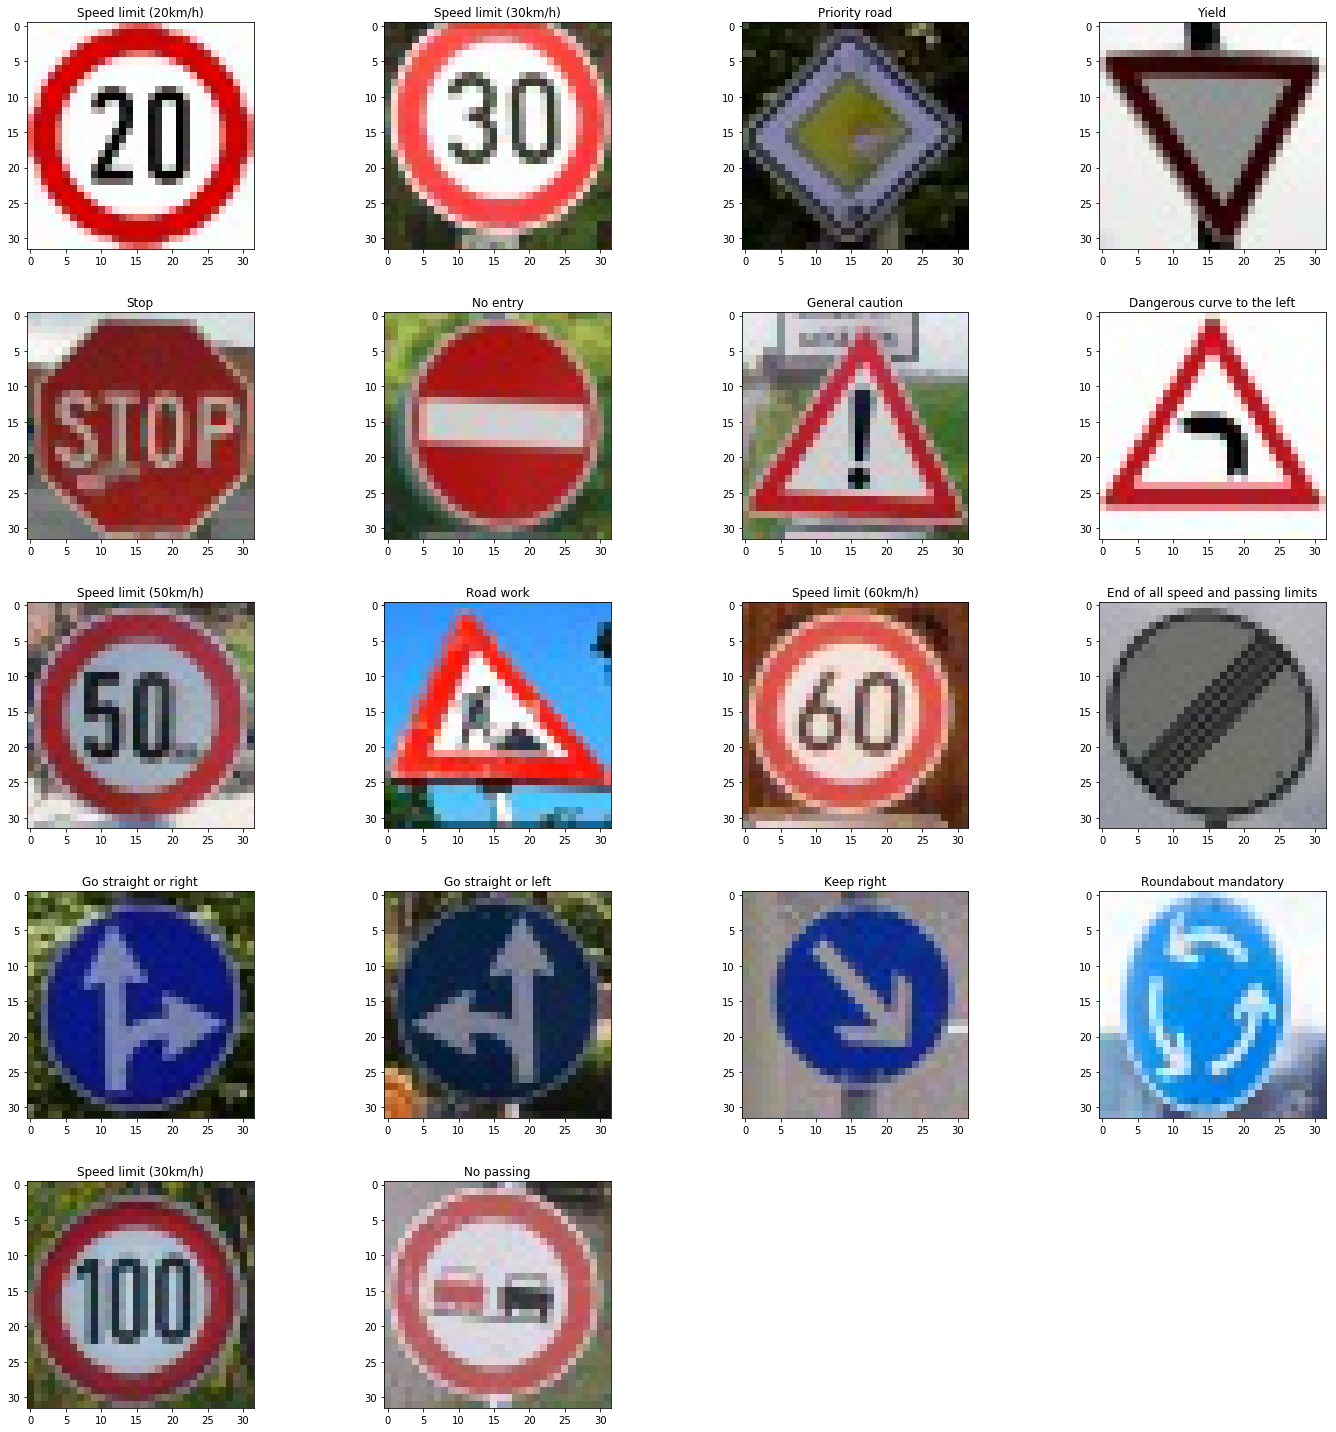 Speed limit (20km/h) Speed limit (30km/h) Priority road Yield
0 0 0 0
5 5 5 5
10 10 10 10
15 20 15 30 15 15
20 20 20 20
25 25 25 25
30 30 30 30
0 5 10 15 20 25 30 0 5 10 15 20 25 30 0 5 10 15 20 25 30 0 5 10 15 20 25 30
Stop No entry General caution Dangerous curve to the left
0 0 0 0
5 5 5 5
10 10 10 10
15 STOP 15 15 ! 15
20 20 20 20
25 25 25 25
30 30 30 30
0 5 10 15 20 25 30 0 5 10 15 20 25 30 0 5 10 15 20 25 30 0 5 10 15 20 25 30
Speed limit (50km/h) Road work Speed limit (60km/h) End of all speed and passing limits
0 0 0 0
5 5 5 5
10 10 10 10
15 50 15 15 60 15
20 20 20 20
25 25 25 25
30 30 30 30
0 5 10 15 20 25 30 0 5 10 15 20 25 30 0 5 10 15 20 25 30 0 5 10 15 20 25 30
Go straight or right Go straight or left Keep right Roundabout mandatory
0 0 0 0
5 5 5 5
10 10 10 10
15 15 15 15
20 20 20 20
25 25 25 25
30 30 30 30
0 5 10 15 20 25 30 0 5 10 15 20 25 30 0 5 10 15 20 25 30 0 5 10 15 20 25 30
Speed limit (30km/h) No passing
0 0
5 5
10 10
15 100 15
20 20
25 25
30 30
0 5 10 15 20 25 30 0 5 10 15 20 25 30